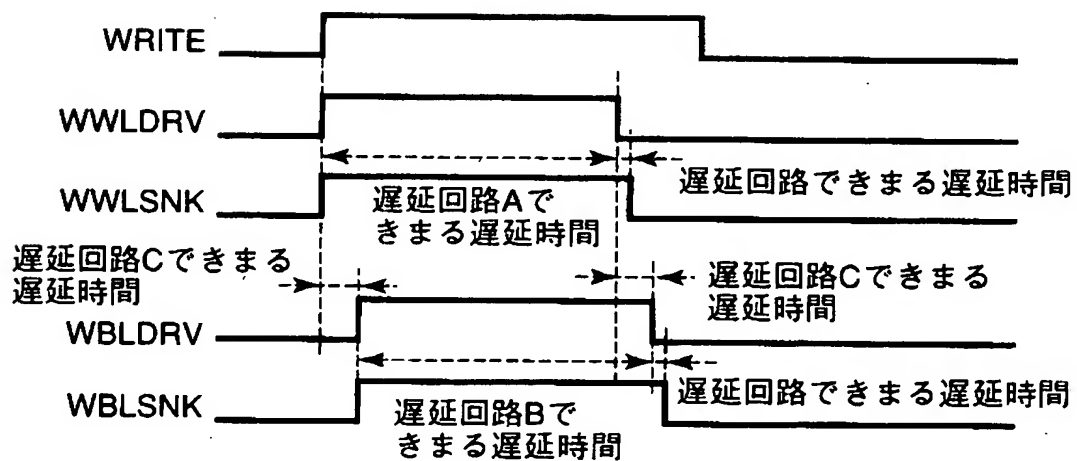 WRITE
WWLDRV
遅延回路できまる遅延時間
WWLSNK
遅延回路Aで
きまる遅延時間
遅延回路Cできまる
遅延時間
遅延回路Cできまる
遅延時間
WBLDRV
遅延回路できまる遅延時間
WBLSNK
遅延回路Bで
きまる遅延時間